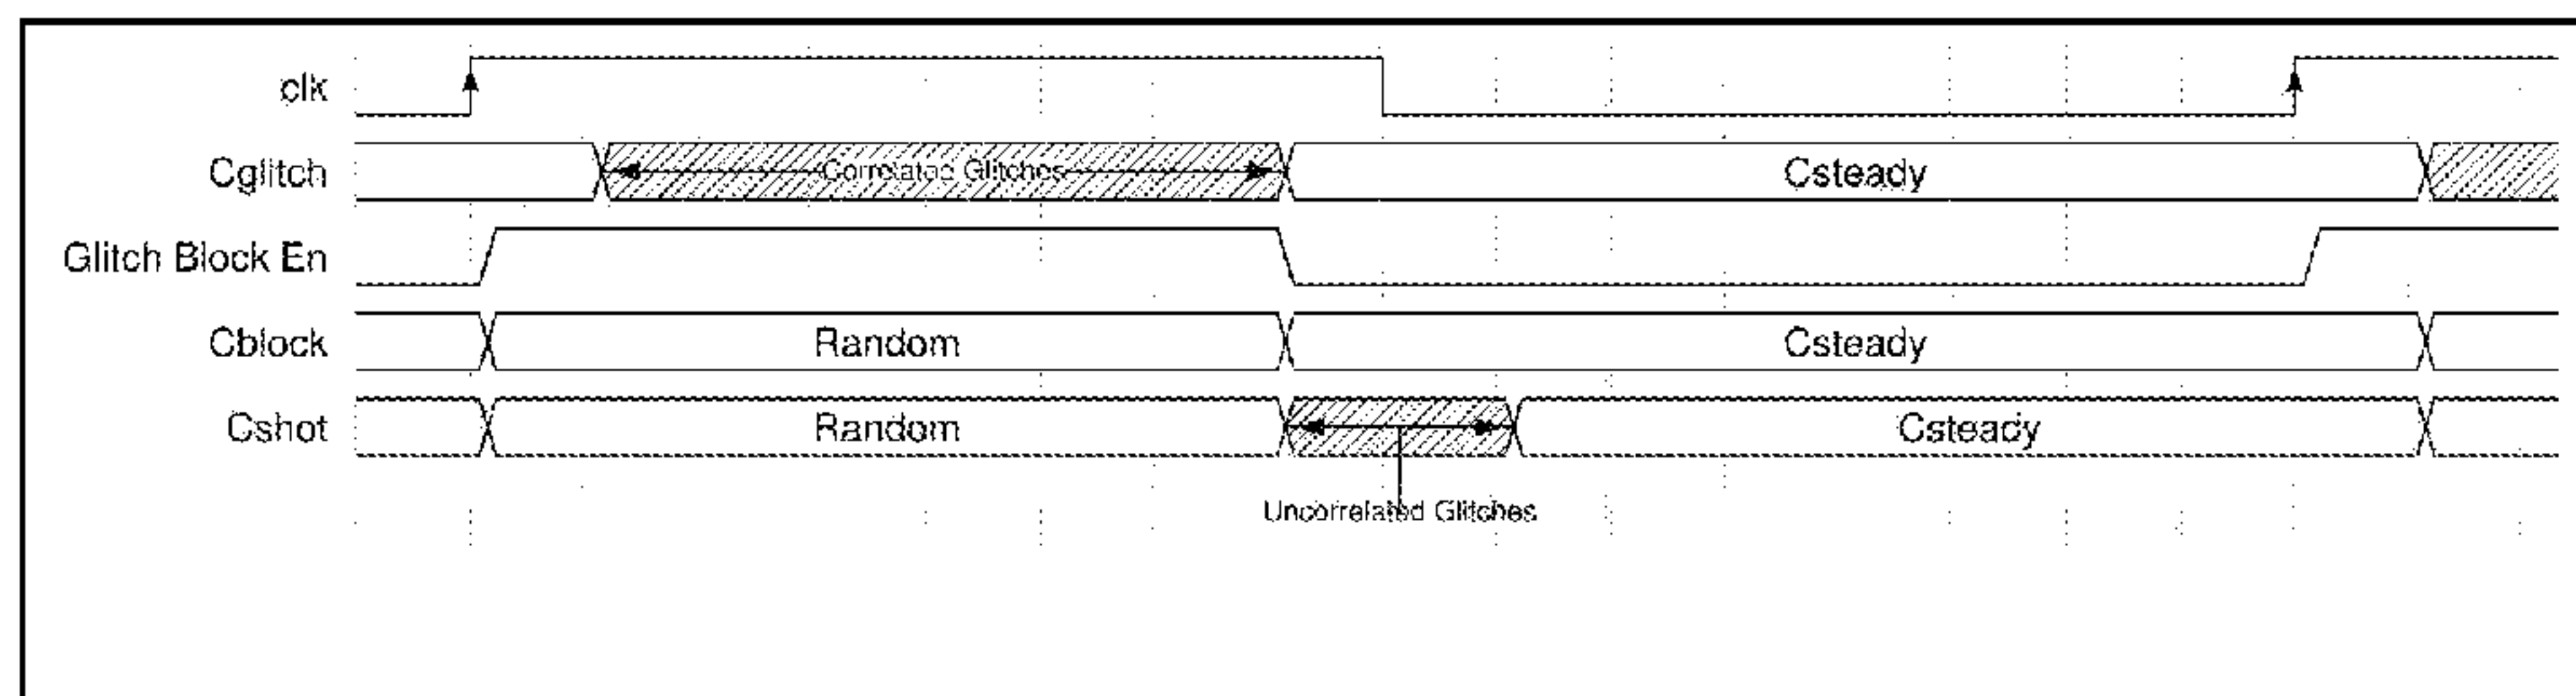 clk
Cglitch Correlated Glitches Csteady
Glitch Block En
Cblock Random Csteady
Cshot Random Csteady
Uncorrelated Glitches